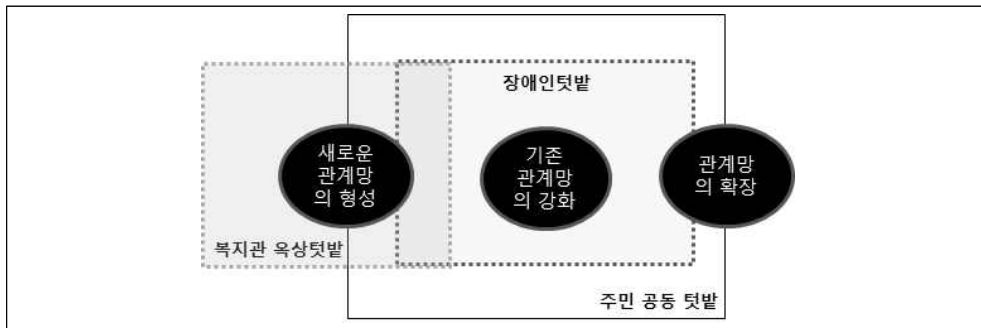 장애인텃밭
새로운
관계망
의 형성
기존
관계망
의 강화
관계망
의 확장
복지관 옥상텃밭
주민 공동 텃밭